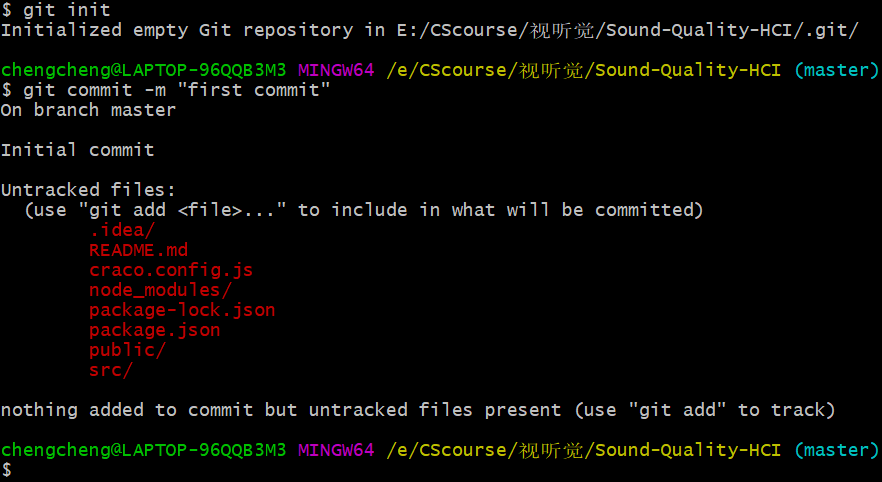 $ git init
Initialized empty Git repository in E:/CScourse/视听觉/Sound-Quality-HCI/.git/
chengcheng@LAPTOP-96QQB3M3 MINGW64 /e/CScourse/视听觉/Sound-Quality-HCI (master)
$ git commit -m "first commit"
On branch master
Initial commit
Untracked files:
(use "git add <file>..." to include in what will be committed)
.idea/
README.md
craco.config.js
node_modules/
package-lock.json
package.json
public/
src/
nothing added to commit but untracked files present (use "git add" to track)
chengcheng@LAPTOP-96QQB3M3 MINGW64 /e/CScourse/视听觉/Sound-Quality-HCI (master)
$